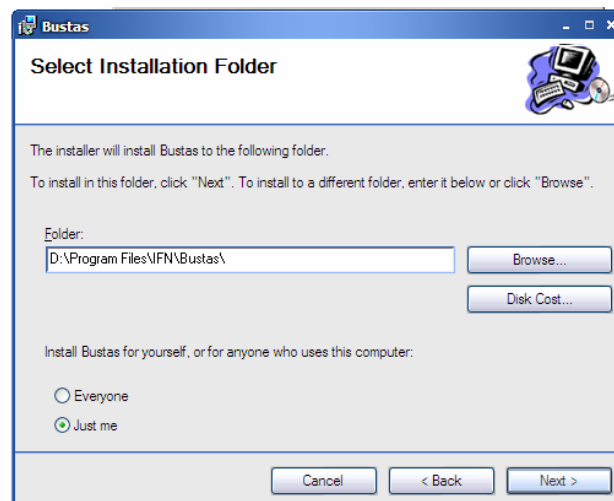 Bustas
Select Installation Folder
The installer will install Bustas to the following folder.
To install in this folder, click "Next". To install to a different folder, enter it below or click "Browse".
Folder:
D:\Program Files\IFN\Bustas\
Browse...
Disk Cost...
Install Bustas for yourself, or for anyone who uses this computer:
Everyone
Just me
Cancel
< Back
Next >